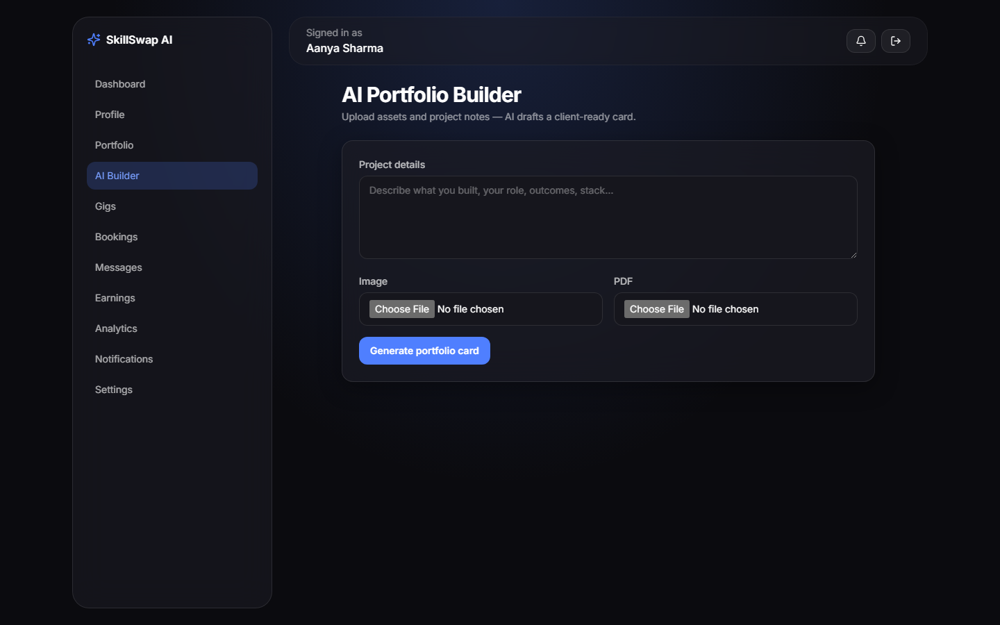 SkillSwap AI
Dashboard
Profile
Portfolio
AI Builder
Gigs
Bookings
Messages
Earnings
Analytics
Notifications
Settings
Signed in as
Aanya Sharma
AI Portfolio Builder
Upload assets and project notes — AI drafts a client-ready card.
Project details
Describe what you built, your role, outcomes, stack...
Image
PDF
Choose File No file chosen
Choose File No file chosen
Generate portfolio card